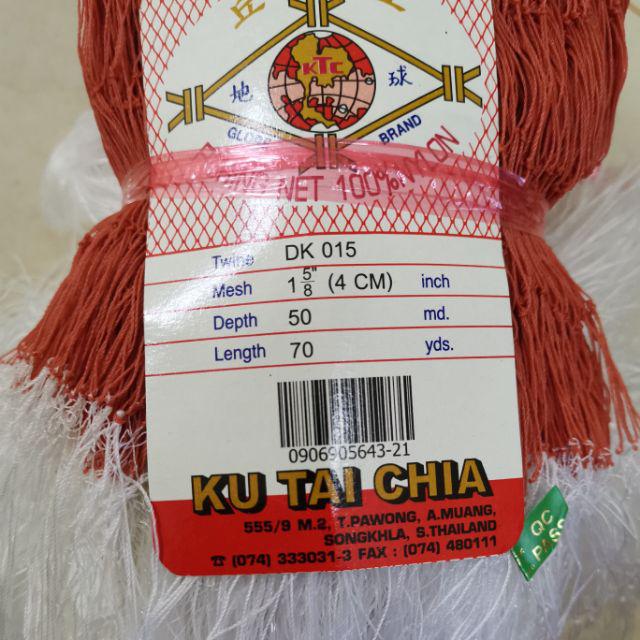 KTC
地 球
GLOBE BRAND
NET 100% NYLON
Twine DK 015
Mesh 1 5/8" (4 CM) inch
Depth 50 md.
Length 70 yds.
0906905643-21
KU TAI CHIA
555/9 M.2, T.PAWONG, A.MUANG,
SONGKHLA, S.THAILAND
☎ (074) 333031-3 FAX : (074) 480111
QC
PASS